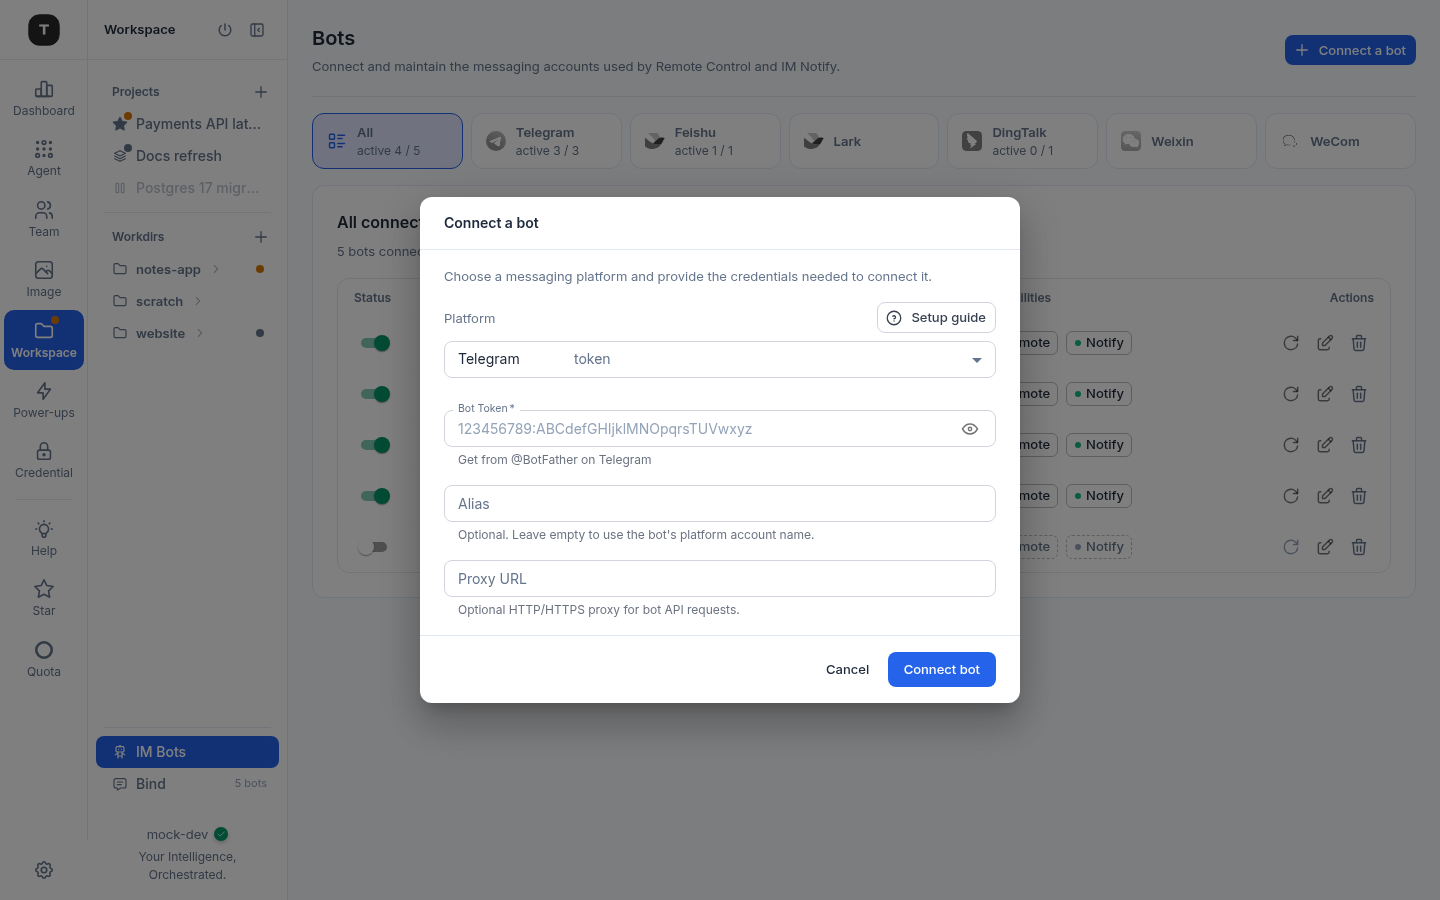 T
Workspace
Dashboard
Agent
Team
Image
Workspace
Power-ups
Credential
Help
Star
Quota
Projects
Payments API lat...
Docs refresh
Postgres 17 migr...
Workdirs
notes-app
scratch
website
IM Bots
Bind
5 bots
mock-dev
Your Intelligence,
Orchestrated.
Bots
Connect and maintain the messaging accounts used by Remote Control and IM Notify.
Connect a bot
All
active 4 / 5
Telegram
active 3 / 3
Feishu
active 1 / 1
Lark
DingTalk
active 0 / 1
Weixin
WeCom
All connect
5 bots connec
Status
ilities
Actions
mote
Notify
mote
Notify
mote
Notify
mote
Notify
mote
Notify
Connect a bot
Choose a messaging platform and provide the credentials needed to connect it.
Platform
Setup guide
Telegram
token
Bot Token *
123456789:ABCdefGHIjklMNOpqrsTUVwxyz
Get from @BotFather on Telegram
Alias
Optional. Leave empty to use the bot's platform account name.
Proxy URL
Optional HTTP/HTTPS proxy for bot API requests.
Cancel
Connect bot